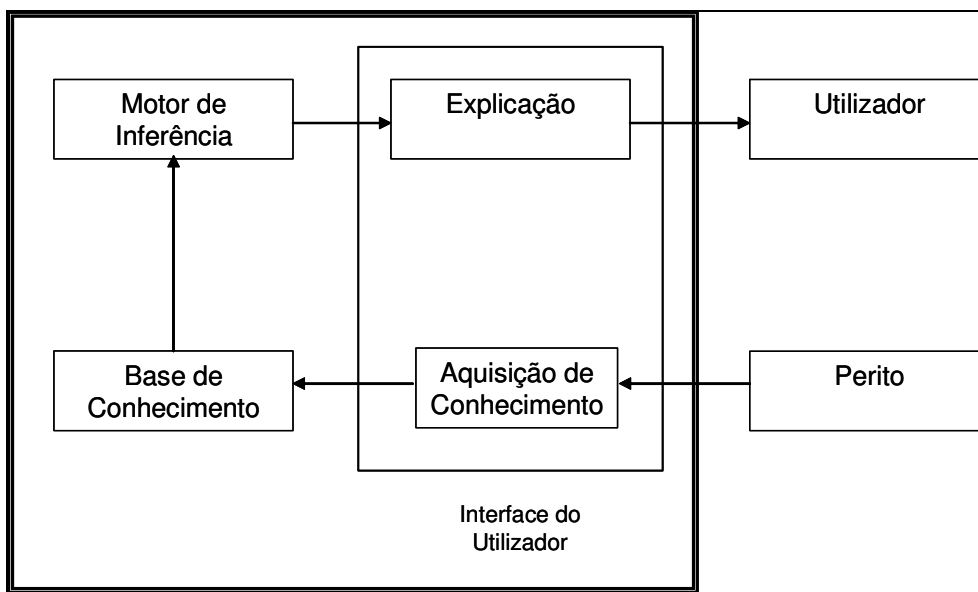 Motor de
Inferência
Explicação
Utilizador
Base de
Conhecimento
Aquisição de
Conhecimento
Perito
Interface do
Utilizador